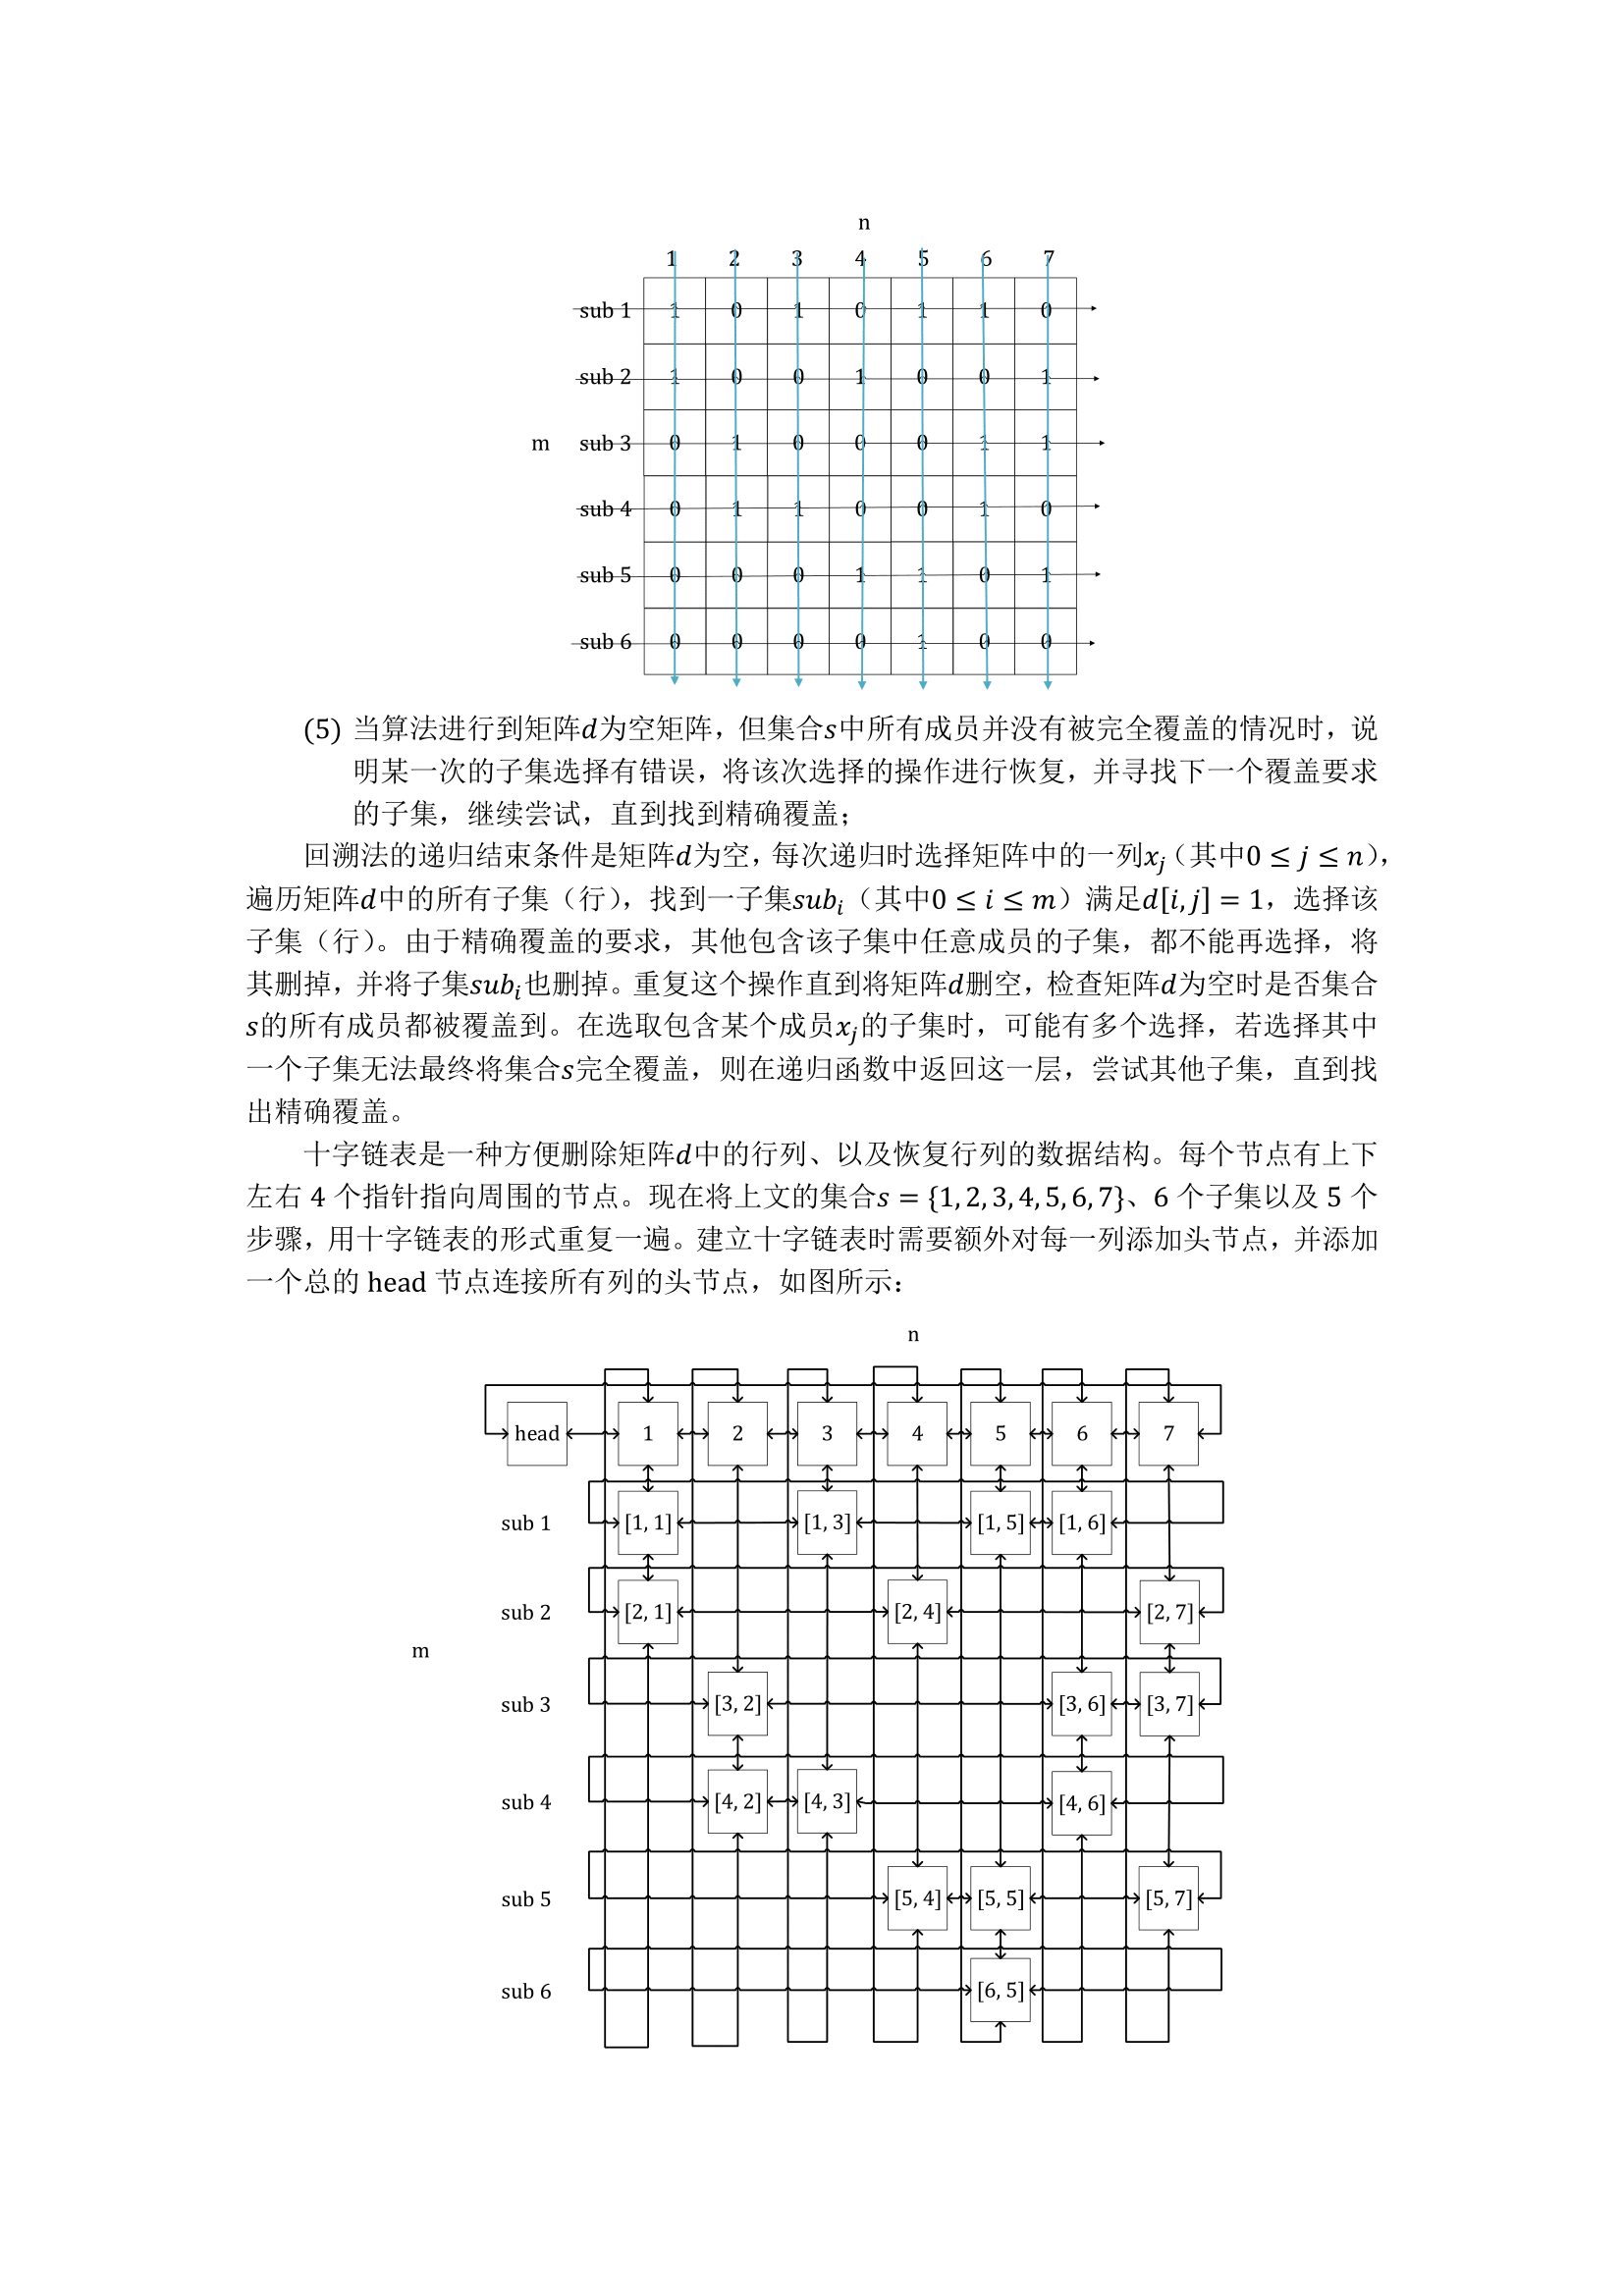 n
1 2 3 4 5 6 7
sub 1 1 0 1 0 1 1 0
sub 2 1 0 0 1 0 0 1
m sub 3 0 1 0 0 0 1 1
sub 4 0 1 1 0 0 1 0
sub 5 0 0 0 1 1 0 1
sub 6 0 0 0 0 1 0 0
(5) 当算法进行到矩阵d为空矩阵，但集合s中所有成员并没有被完全覆盖的情况时，说
明某一次的子集选择有错误，将该次选择的操作进行恢复，并寻找下一个覆盖要求
的子集，继续尝试，直到找到精确覆盖；
回溯法的递归结束条件是矩阵d为空，每次递归时选择矩阵中的一列xⱼ（其中0 ≤ j ≤ n），
遍历矩阵d中的所有子集（行），找到一子集subᵢ（其中0 ≤ i ≤ m）满足d[i, j] = 1，选择该
子集（行）。由于精确覆盖的要求，其他包含该子集中任意成员的子集，都不能再选择，将
其删掉，并将子集subᵢ也删掉。重复这个操作直到将矩阵d删空，检查矩阵d为空时是否集合
s的所有成员都被覆盖到。在选取包含某个成员xⱼ的子集时，可能有多个选择，若选择其中
一个子集无法最终将集合s完全覆盖，则在递归函数中返回这一层，尝试其他子集，直到找
出精确覆盖。
十字链表是一种方便删除矩阵d中的行列、以及恢复行列的数据结构。每个节点有上下
左右 4 个指针指向周围的节点。现在将上文的集合s = {1, 2, 3, 4, 5, 6, 7}、6 个子集以及 5 个
步骤，用十字链表的形式重复一遍。建立十字链表时需要额外对每一列添加头节点，并添加
一个总的 head 节点连接所有列的头节点，如图所示：
n
head 1 2 3 4 5 6 7
sub 1 [1, 1] [1, 3] [1, 5] [1, 6]
sub 2 [2, 1] [2, 4] [2, 7]
m
sub 3 [3, 2] [3, 6] [3, 7]
sub 4 [4, 2] [4, 3] [4, 6]
sub 5 [5, 4] [5, 5] [5, 7]
sub 6 [6, 5]